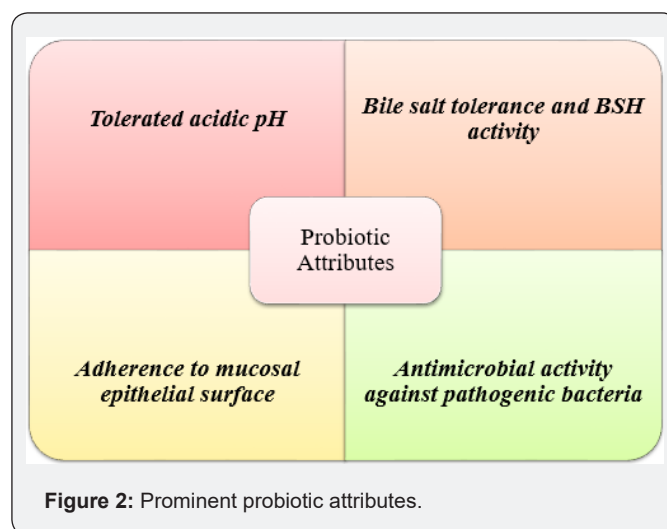 Tolerated acidic pH
Bile salt tolerance and BSH
activity
Probiotic
Attributes
Adherence to mucosal
epithelial surface
Antimicrobial activity
against pathogenic bacteria
Figure 2: Prominent probiotic attributes.